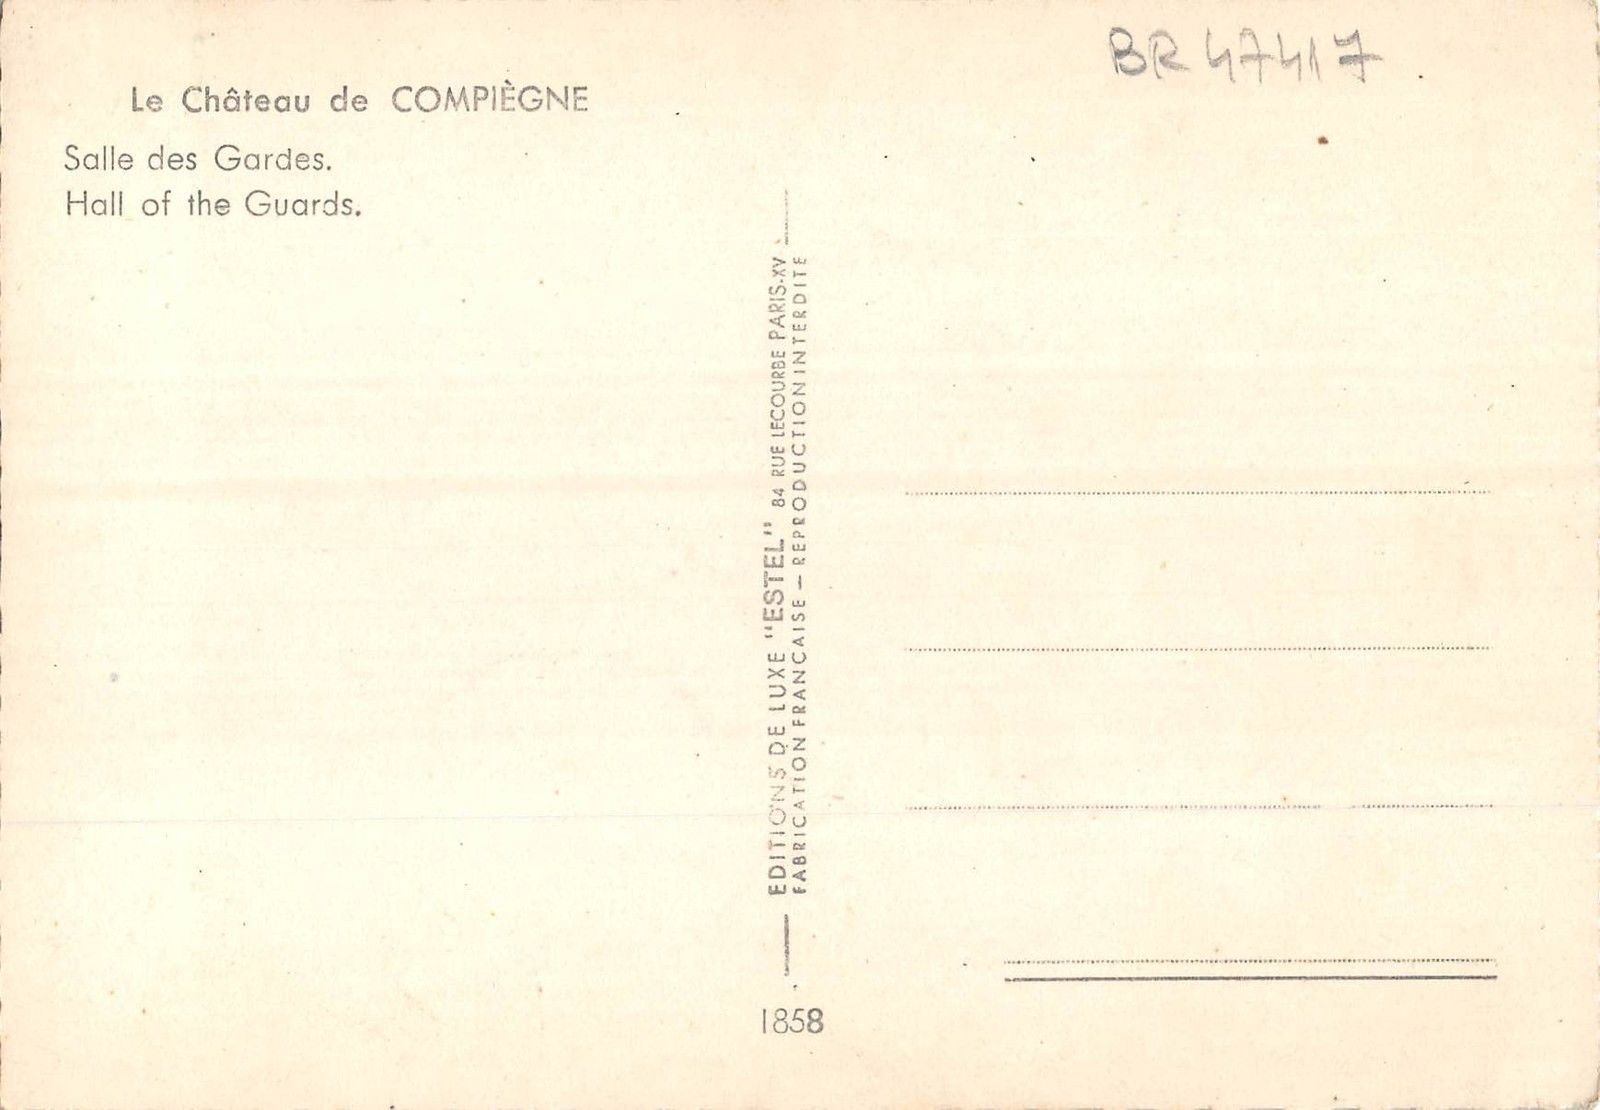 BR 47417
Le Château de COMPIÈGNE
Salle des Gardes.
Hall of the Guards.
EDITIONS DE LUXE "ESTEL" 84 RUE LECOURBE PARIS-XV
FABRICATION FRANCAISE — REPRODUCTION INTERDITE
1858